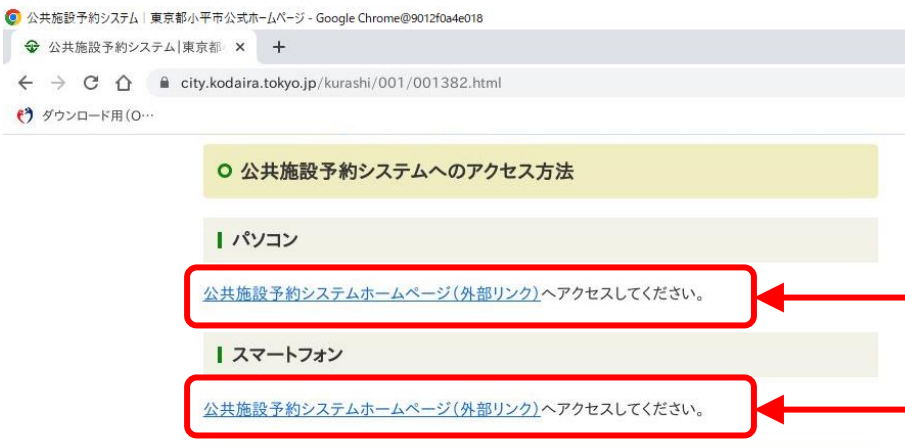 公共施設予約システム｜東京都小平市公式ホームページ - Google Chrome@9012f0a4e018
公共施設予約システム|東京都
city.kodaira.tokyo.jp/kurashi/001/001382.html
ダウンロード用(O…
公共施設予約システムへのアクセス方法
パソコン
公共施設予約システムホームページ(外部リンク)へアクセスしてください。
スマートフォン
公共施設予約システムホームページ(外部リンク)へアクセスしてください。